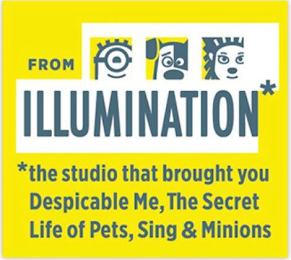 FROM
ILLUMINATION*
*the studio that brought you
Despicable Me, The Secret
Life of Pets, Sing & Minions